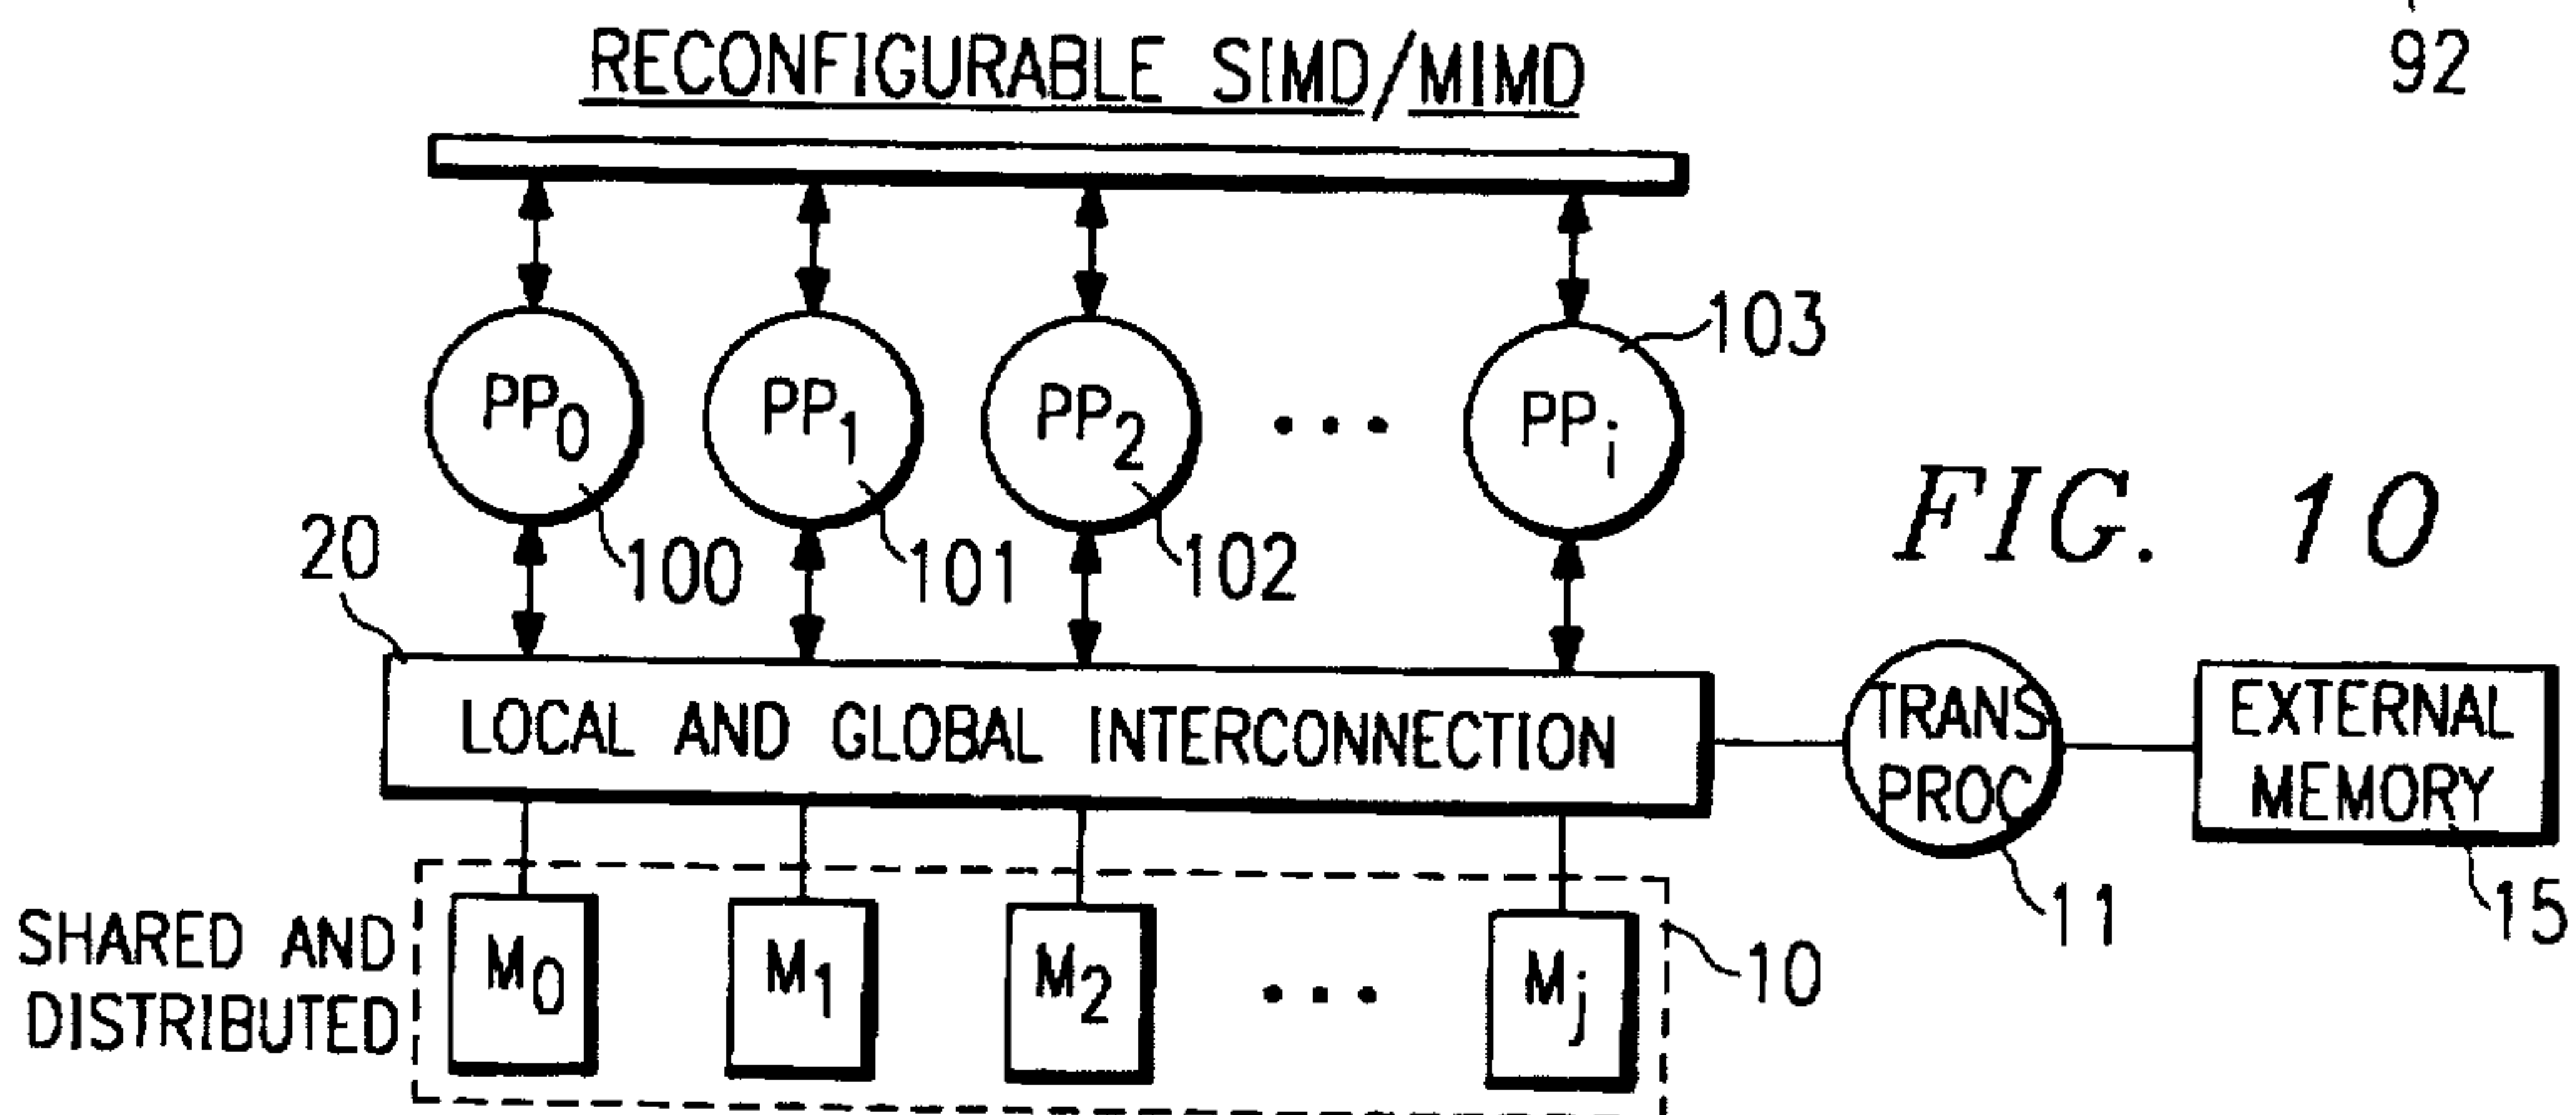 92
RECONFIGURABLE SIMD/MIMD
PP0
PP1
PP2
...
PPi
103
100
101
102
20
FIG. 10
LOCAL AND GLOBAL INTERCONNECTION
TRANS
PROC
11
EXTERNAL
MEMORY
15
SHARED AND
DISTRIBUTED
M0
M1
M2
...
Mj
10